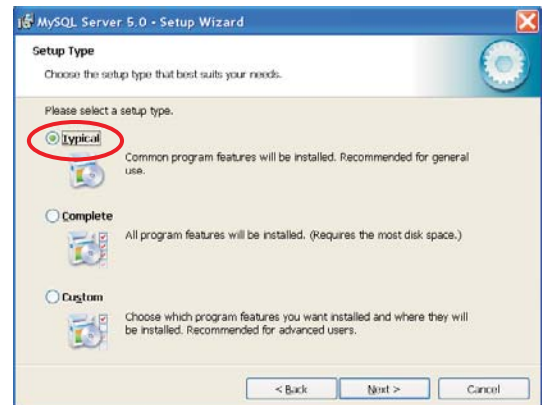 MySQL Server 5.0 - Setup Wizard
Setup Type
Choose the setup type that best suits your needs.
Please select a setup type.
Typical
Common program features will be installed. Recommended for general
use.
Complete
All program features will be installed. (Requires the most disk space.)
Custom
Choose which program features you want installed and where they will
be installed. Recommended for advanced users.
< Back
Next >
Cancel